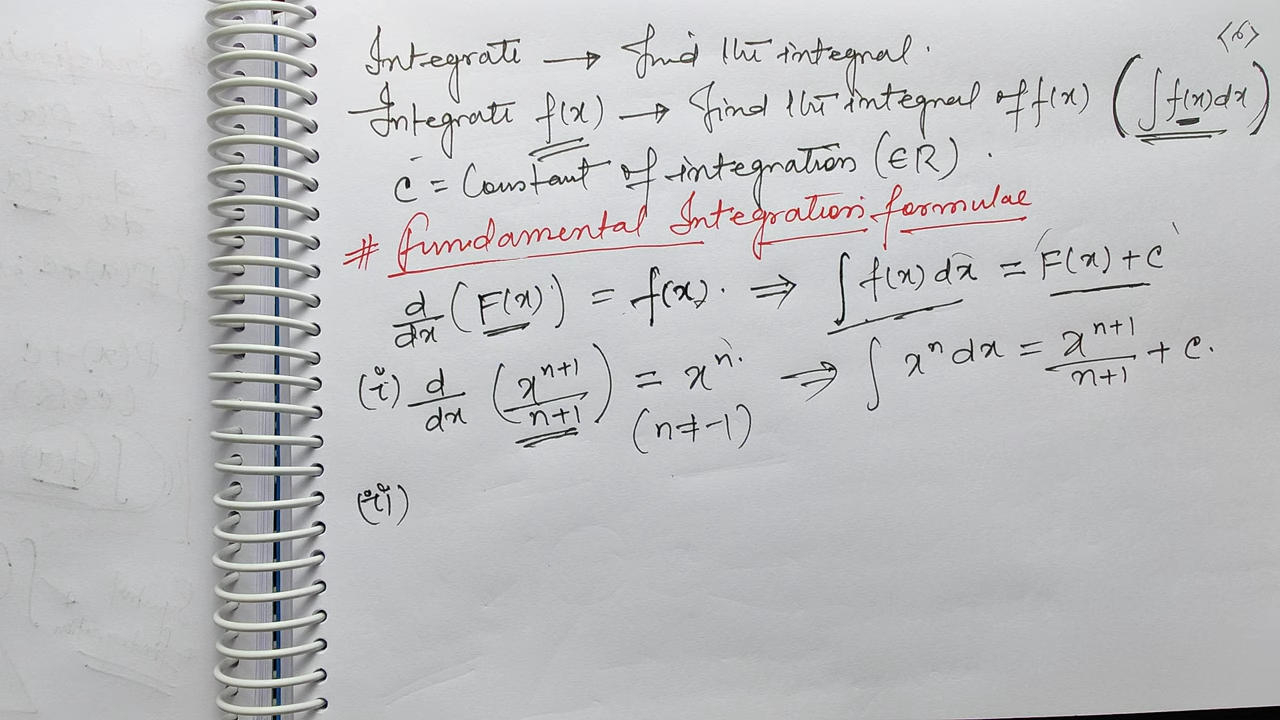 <6>
Integrate → find the integral.
Integrate f(x) → find the integral of f(x) (∫f(x)dx)
c = Constant of integration (∈R).
# fundamental Integration formulae
d/dx (F(x)) = f(x). ⇒ ∫ f(x) dx = F(x) + c
(i) d/dx (x^{n+1}/n+1) = x^n. ⇒ ∫ x^n dx = x^{n+1}/n+1 + c.
(n≠-1)
(ii)